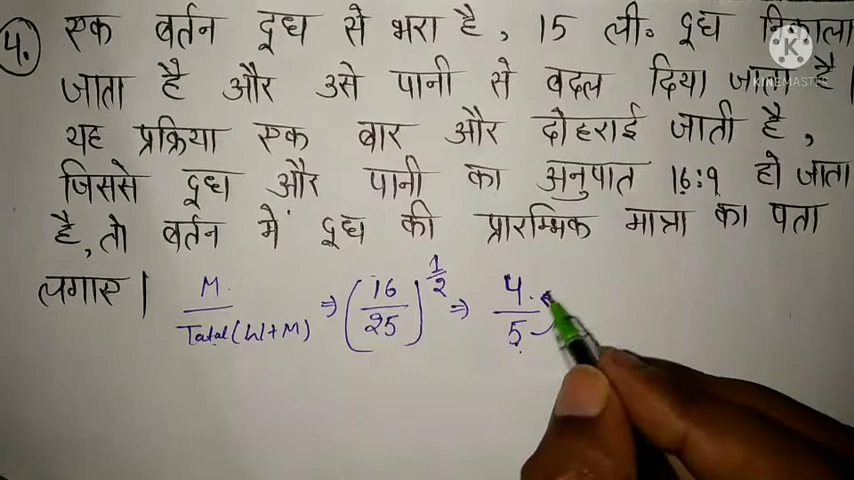 4. एक बर्तन दूध से भरा है, 15 ली॰ दूध निकाला
जाता है और उसे पानी से बदल दिया जाता है।
यह प्रक्रिया एक बार और दोहराई जाती है,
जिससे दूध और पानी का अनुपात 16:9 हो जाता
है, तो बर्तन में दूध की प्रारम्भिक मात्रा का पता
लगाए।
M / Total (W+M) ⇒ (16/25)^1/2 ⇒ 4/5
K
KINEMASTER